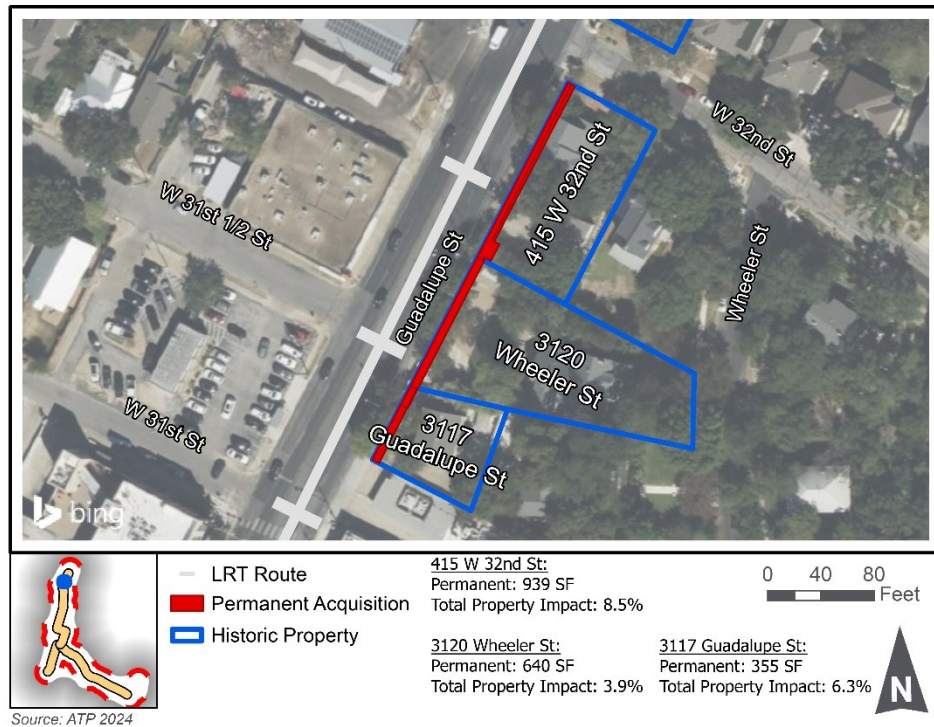 W 32nd St
415 W 32nd St
W 31st 1/2 St
Guadalupe St
Wheeler St
3120
Wheeler St
3117
Guadalupe St
W 31st St
bing
LRT Route
Permanent Acquisition
Historic Property
415 W 32nd St:
Permanent: 939 SF
Total Property Impact: 8.5%
3120 Wheeler St:
Permanent: 640 SF
Total Property Impact: 3.9%
3117 Guadalupe St:
Permanent: 355 SF
Total Property Impact: 6.3%
0 40 80
Feet
N
Source: ATP 2024